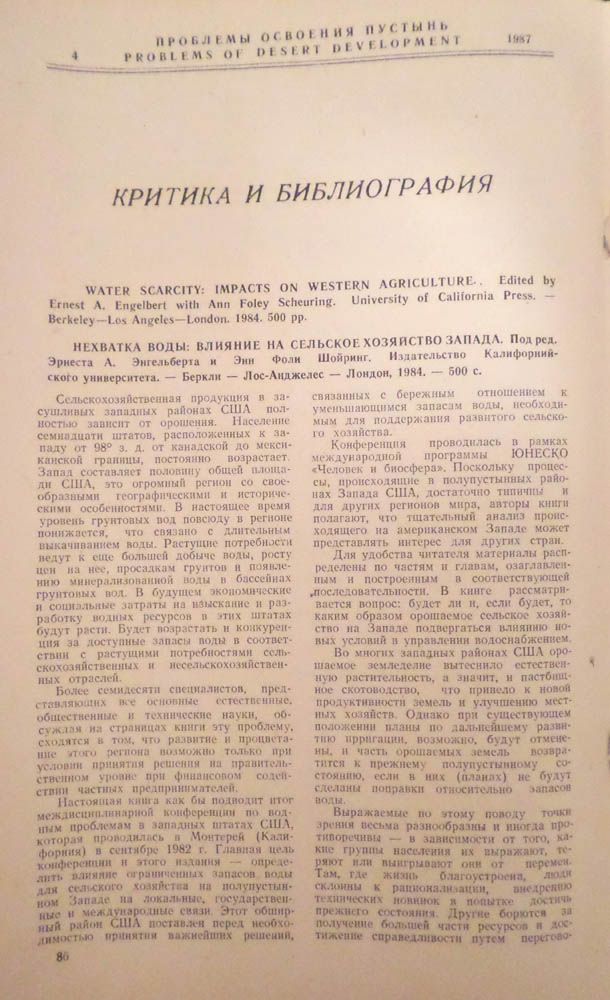 ПРОБЛЕМЫ ОСВОЕНИЯ ПУСТЫНЬ
4 PROBLEMS OF DESERT DEVELOPMENT 1987
КРИТИКА И БИБЛИОГРАФИЯ
WATER SCARCITY: IMPACTS ON WESTERN AGRICULTURE.. Edited by
Ernest A. Engelbert with Ann Foley Scheuring. University of California Press. —
Berkeley—Los Angeles—London. 1984. 500 pp.
НЕХВАТКА ВОДЫ: ВЛИЯНИЕ НА СЕЛЬСКОЕ ХОЗЯЙСТВО ЗАПАДА. Под ред.
Эрнеста А. Энгельберта и Энн Фоли Шойринг. Издательство Калифорний-
ского университета. — Беркли — Лос-Анджелес — Лондон, 1984. — 500 с.
Сельскохозяйственная продукция в за-
сушливых западных районах США пол-
ностью зависит от орошения. Население
семнадцати штатов, расположенных к за-
паду от 98° з. д. от канадской до мекси-
канской границы, постоянно возрастает.
Запад составляет половину общей площа-
ди США, это огромный регион со свое-
образными географическими и историче-
скими особенностями. В настоящее время
уровень грунтовых вод повсюду в регионе
понижается, что связано с длительным
выкачиванием воды. Растущие потребности
ведут к еще большей добыче воды, росту
цен на нее, просадкам грунтов и появле-
нию минерализованной воды в бассейнах
грунтовых вод. В будущем экономические
и социальные затраты на изыскание и раз-
работку водных ресурсов в этих штатах
будут расти. Будет возрастать и конкурен-
ция за доступные запасы воды в соответ-
ствии с растущими потребностями сель-
скохозяйственных и несельскохозяйствен-
ных отраслей.
Более семидесяти специалистов, пред-
ставляющих все основные естественные,
общественные и технические науки, об-
суждая на страницах книги эту проблему,
сходятся в том, что развитие и процвета-
ние этого региона возможно только при
условии принятия решения на правитель-
ственном уровне при финансовом содей-
ствии частных предпринимателей.
Настоящая книга как бы подводит итог
междисциплинарной конференции по вод-
ным проблемам в западных штатах США,
которая проводилась в Монтерей (Кали-
форния) в сентябре 1982 г. Главная цель
конференции и этого издания — опреде-
лить влияние ограниченных запасов воды
для сельского хозяйства на полупустын-
ном Западе на локальные, государствен-
ные и международные связи. Этот обшир-
ный район США поставлен перед необхо-
димостью принятия важнейших решений,
86
связанных с бережным отношением к
уменьшающимся запасам воды, необходи-
мым для поддержания развитого сельско-
го хозяйства.
Конференция проводилась в рамках
международной программы ЮНЕСКО
«Человек и биосфера». Поскольку процес-
сы, происходящие в полупустынных райо-
нах Запада США, достаточно типичны и
для других регионов мира, авторы книги
полагают, что тщательный анализ проис-
ходящего на американском Западе может
представлять интерес для других стран.
Для удобства читателя материалы рас-
пределены по частям и главам, озаглавлен-
ным и построенным в соответствующей
последовательности. В книге рассматри-
вается вопрос: будет ли и, если будет, то
каким образом орошаемое сельское хозяй-
ство на Западе подвергаться влиянию но-
вых условий в управлении водоснабжением.
Во многих западных районах США оро-
шаемое земледелие вытеснило естествен-
ную растительность, а значит, и пастбищ-
ное скотоводство, что привело к новой
продуктивности земель и улучшению мест-
ных хозяйств. Однако при существующем
положении планы по дальнейшему разви-
тию ирригации, возможно, будут отмене-
ны, и часть орошаемых земель возвра-
тится к прежнему полупустынному со-
стоянию, если в них (планах) не будут
сделаны поправки относительно запасов
воды.
Выражаемые по этому поводу точки
зрения весьма разнообразны и иногда про-
тиворечивы — в зависимости от того, ка-
кие группы населения их выражают, те-
ряют или выигрывают они от перемен.
Там, где жизнь благоустроена, люди
склонны к рационализации, внедрению
технических новинок в попытке достичь
прежнего состояния. Другие борются за
получение большей части ресурсов и дос-
тижение справедливости путем перегово-